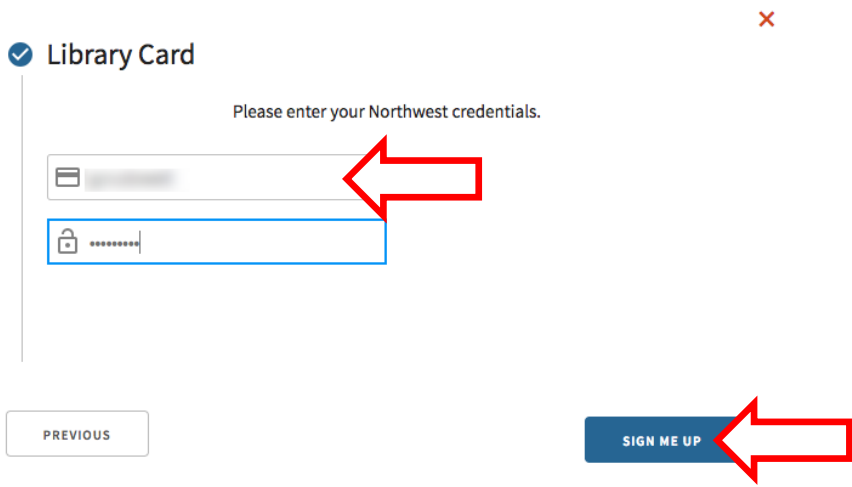 Library Card
Please enter your Northwest credentials.
•••••••••
PREVIOUS
SIGN ME UP